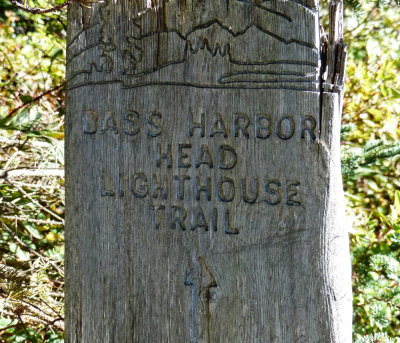 BASS HARBOR
HEAD
LIGHTHOUSE
TRAIL